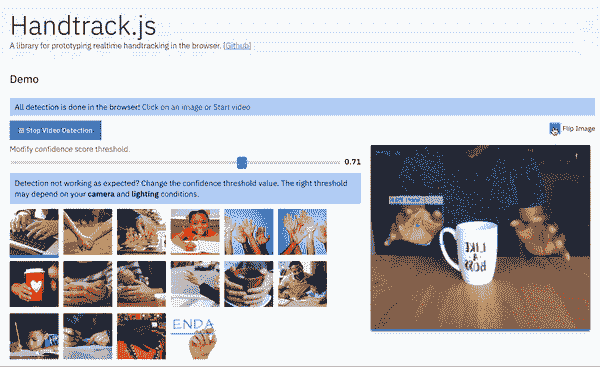 Handtrack.js
A library for prototyping realtime handtracking in the browser. [Github]
Demo
All detection is done in the browser! Click on an image or Start video
Stop Video Detection
Flip Image
Modify confidence score threshold.
0.71
Detection not working as expected? Change the confidence threshold value. The right threshold
may depend on your camera and lighting conditions.
LIKE
A
BOSS
ENDA